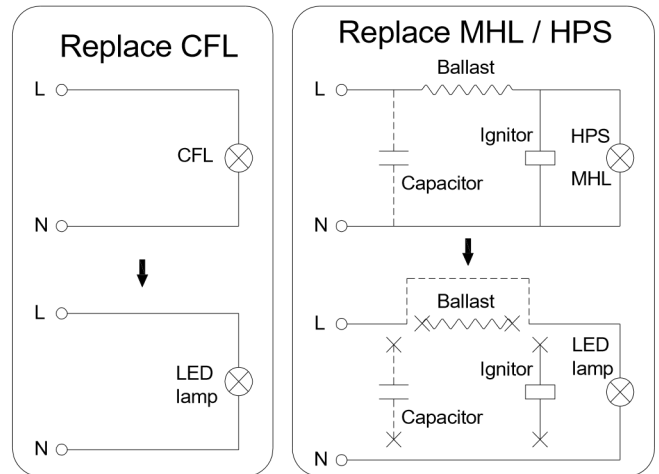 Replace CFL
L
CFL
N
L
LED
lamp
N
Replace MHL / HPS
Ballast
L
Ignitor
HPS
MHL
Capacitor
N
Ballast
L
LED
lamp
Ignitor
Capacitor
N